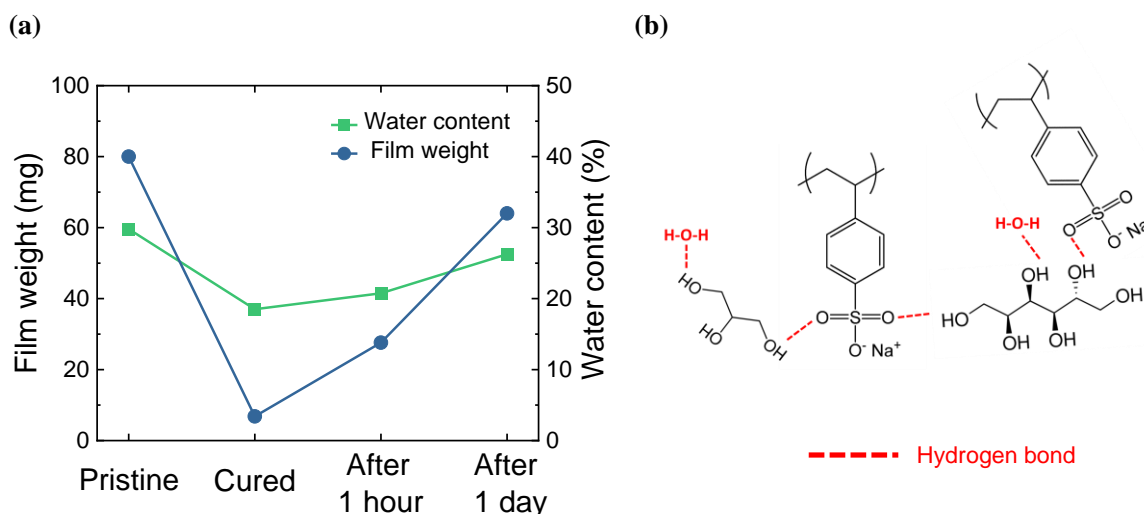 (a)
(b)
100
80
60
40
20
0
Film weight (mg)
50
40
30
20
10
0
Water content (%)
Water content
Film weight
Pristine
Cured
After
1 hour
After
1 day
H-O-H
HO
HO
OH
O
S
O
O⁻ Na⁺
H-O-H
O
S
O
O⁻ Na
OH
OH
HO
OH
OH
OH
OH
Hydrogen bond